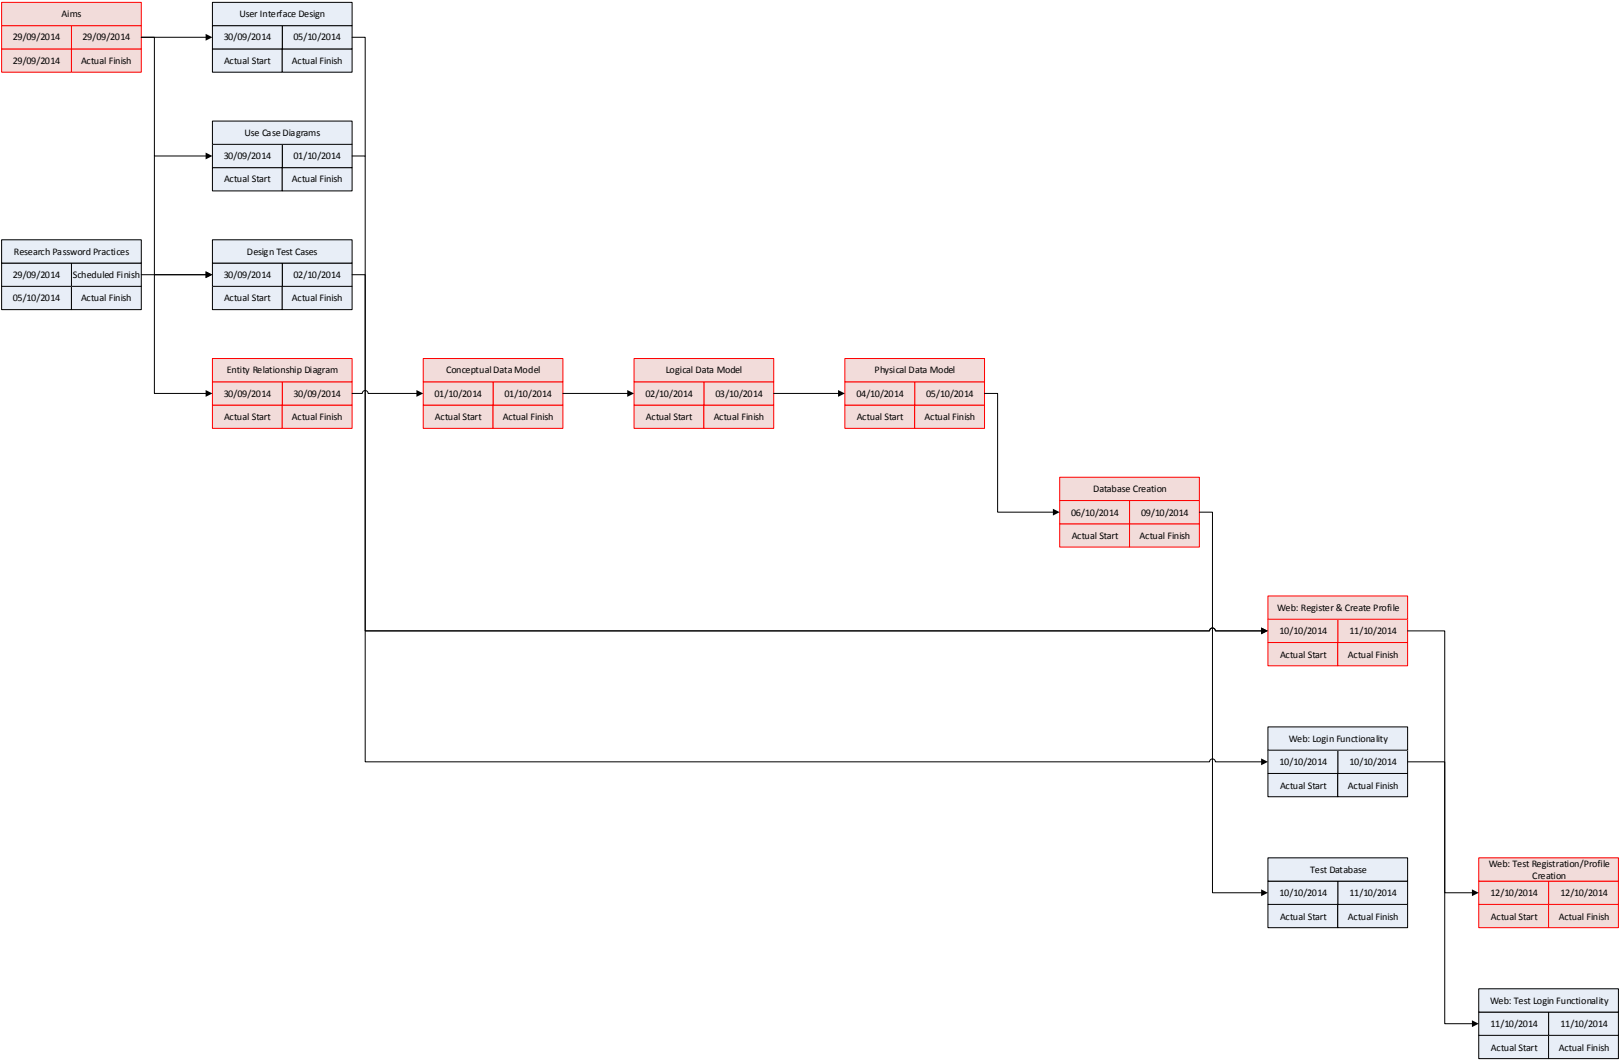 Aims
29/09/2014 29/09/2014
29/09/2014 Actual Finish
User Interface Design
30/09/2014 05/10/2014
Actual Start Actual Finish
Use Case Diagrams
30/09/2014 01/10/2014
Actual Start Actual Finish
Research Password Practices
29/09/2014 Scheduled Finish
05/10/2014 Actual Finish
Design Test Cases
30/09/2014 02/10/2014
Actual Start Actual Finish
Entity Relationship Diagram
30/09/2014 30/09/2014
Actual Start Actual Finish
Conceptual Data Model
01/10/2014 01/10/2014
Actual Start Actual Finish
Logical Data Model
02/10/2014 03/10/2014
Actual Start Actual Finish
Physical Data Model
04/10/2014 05/10/2014
Actual Start Actual Finish
Database Creation
06/10/2014 09/10/2014
Actual Start Actual Finish
Web: Register & Create Profile
10/10/2014 11/10/2014
Actual Start Actual Finish
Web: Login Functionality
10/10/2014 10/10/2014
Actual Start Actual Finish
Test Database
10/10/2014 11/10/2014
Actual Start Actual Finish
Web: Test Registration/Profile
Creation
12/10/2014 12/10/2014
Actual Start Actual Finish
Web: Test Login Functionality
11/10/2014 11/10/2014
Actual Start Actual Finish